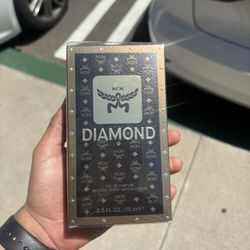 MCM
DIAMOND
EAU DE PARFUM
NATURAL SPRAY VAPORISATEUR
2.5 FL.OZ./75 ml ℮